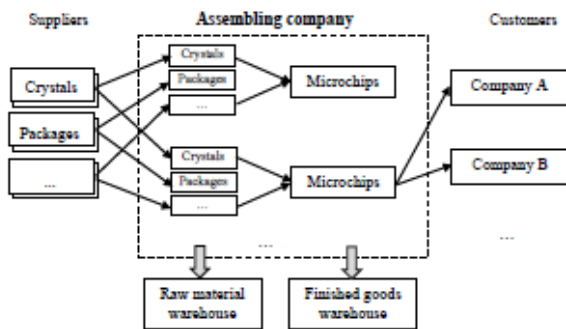 Suppliers
Assembling company
Customers
Crystals
Packages
...
Crystals
Packages
...
Microchips
Crystals
Packages
...
Microchips
...
Company A
Company B
...
Raw material
warehouse
Finished goods
warehouse